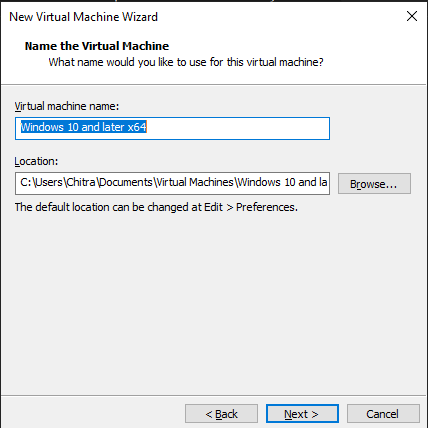 New Virtual Machine Wizard
Name the Virtual Machine
What name would you like to use for this virtual machine?
Virtual machine name:
Windows 10 and later x64
Location:
C:\Users\Chitra\Documents\Virtual Machines\Windows 10 and la
Browse...
The default location can be changed at Edit > Preferences.
< Back Next > Cancel